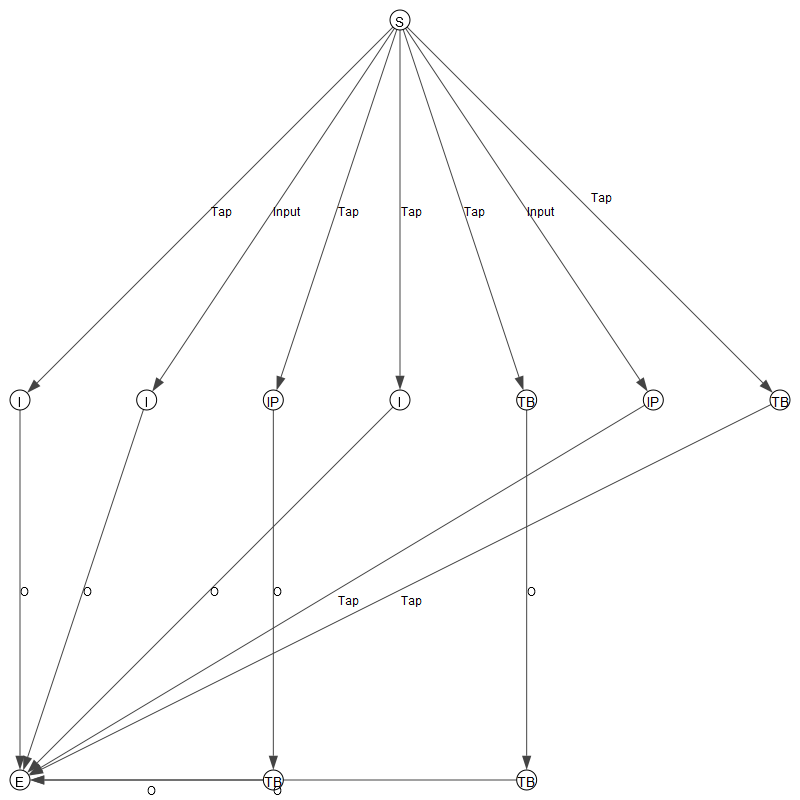 S
Tap
Tap Input Tap Tap Tap Input
I I IP I TB IP TB
O O O O O
Tap Tap
E TB TB
O O